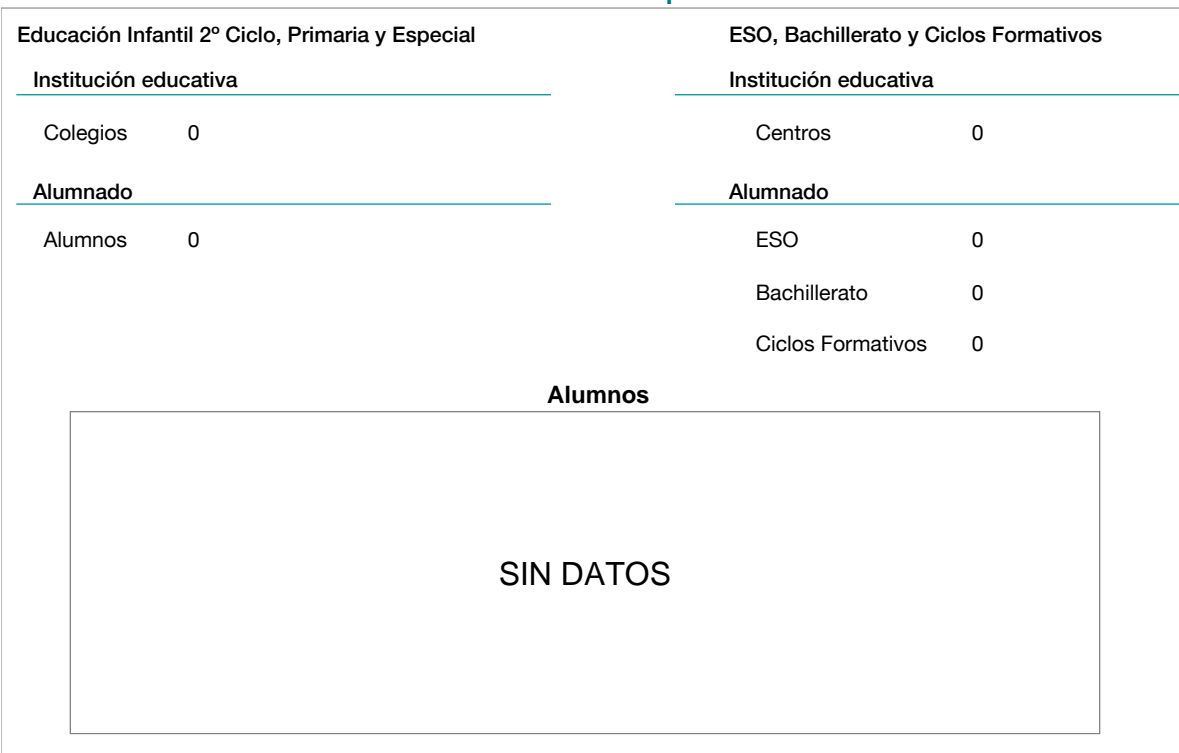 Educación Infantil 2º Ciclo, Primaria y Especial
Institución educativa
Colegios 0
Alumnado
Alumnos 0
ESO, Bachillerato y Ciclos Formativos
Institución educativa
Centros 0
Alumnado
ESO 0
Bachillerato 0
Ciclos Formativos 0
Alumnos
SIN DATOS